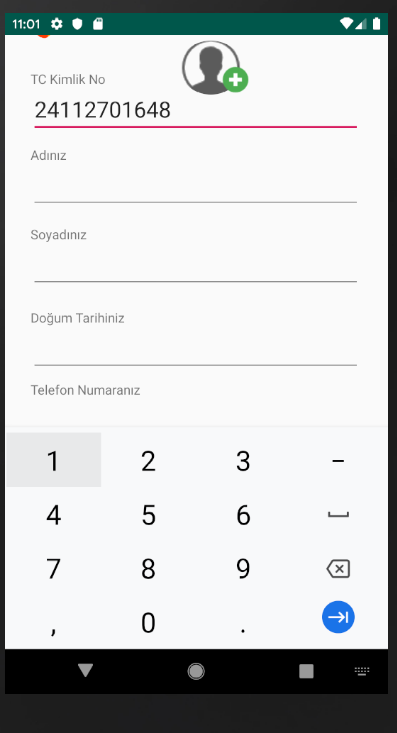 11:01
TC Kimlik No
24112701648
Adınız
Soyadınız
Doğum Tarihiniz
Telefon Numaranız
1 2 3 -
4 5 6
7 8 9
, 0 .